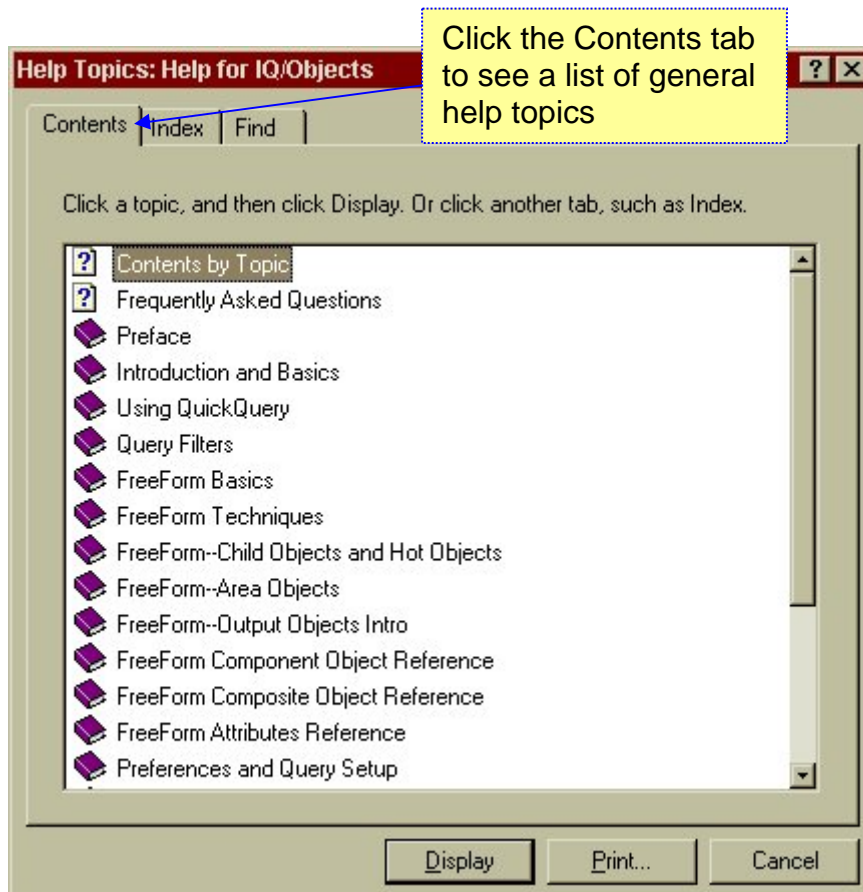 Click the Contents tab
to see a list of general
help topics
Help Topics: Help for IQ/Objects
Contents Index Find
Click a topic, and then click Display. Or click another tab, such as Index.
Contents by Topic
Frequently Asked Questions
Preface
Introduction and Basics
Using QuickQuery
Query Filters
FreeForm Basics
FreeForm Techniques
FreeForm--Child Objects and Hot Objects
FreeForm--Area Objects
FreeForm--Output Objects Intro
FreeForm Component Object Reference
FreeForm Composite Object Reference
FreeForm Attributes Reference
Preferences and Query Setup
Display Print... Cancel